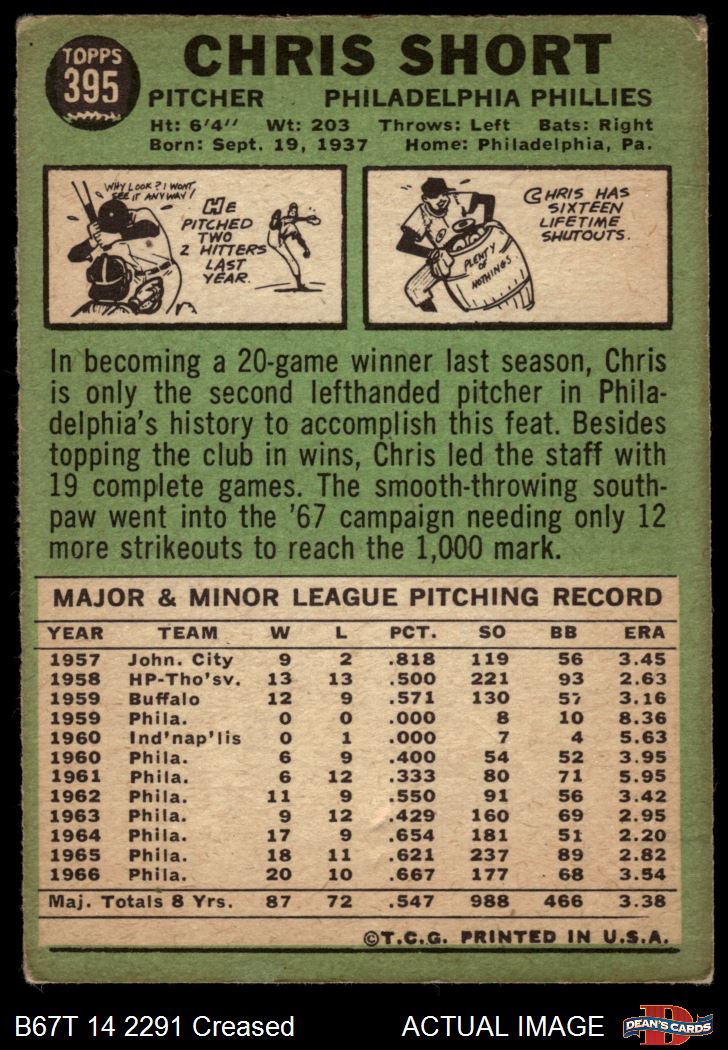 TOPPS
395
CHRIS SHORT
PITCHER PHILADELPHIA PHILLIES
Ht: 6'4" Wt: 203 Throws: Left Bats: Right
Born: Sept. 19, 1937 Home: Philadelphia, Pa.
WHY LOOK? I WON'T
SEE IT ANYWAY!
HE
PITCHED
TWO
2 HITTERS
LAST
YEAR.
CHRIS HAS
SIXTEEN
LIFETIME
SHUTOUTS.
PLENTY
OF
NOTHINGS
In becoming a 20-game winner last season, Chris
is only the second lefthanded pitcher in Phila-
delphia's history to accomplish this feat. Besides
topping the club in wins, Chris led the staff with
19 complete games. The smooth-throwing south-
paw went into the '67 campaign needing only 12
more strikeouts to reach the 1,000 mark.
MAJOR & MINOR LEAGUE PITCHING RECORD
YEAR TEAM W L PCT. SO BB ERA
1957 John. City 9 2 .818 119 56 3.45
1958 HP-Tho'sv. 13 13 .500 221 93 2.63
1959 Buffalo 12 9 .571 130 57 3.16
1959 Phila. 0 0 .000 8 10 8.36
1960 Ind'nap'lis 0 1 .000 7 4 5.63
1960 Phila. 6 9 .400 54 52 3.95
1961 Phila. 6 12 .333 80 71 5.95
1962 Phila. 11 9 .550 91 56 3.42
1963 Phila. 9 12 .429 160 69 2.95
1964 Phila. 17 9 .654 181 51 2.20
1965 Phila. 18 11 .621 237 89 2.82
1966 Phila. 20 10 .667 177 68 3.54
Maj. Totals 8 Yrs. 87 72 .547 988 466 3.38
©T.C.G. PRINTED IN U.S.A.
B67T 14 2291 Creased ACTUAL IMAGE
D
DEAN'S CARDS